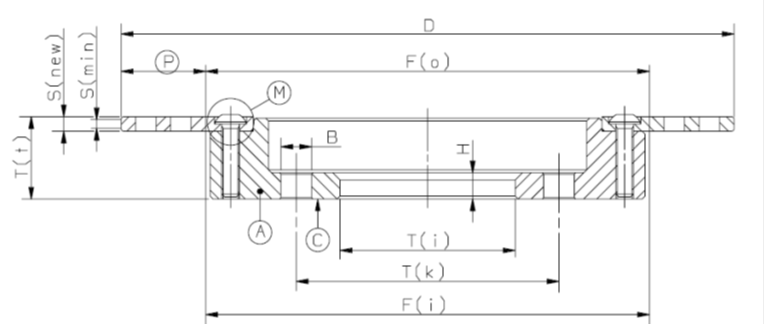 D
P
F(o)
S(new)
S(min)
M
T(t)
B
H
A
C
T(i)
T(k)
F(i)